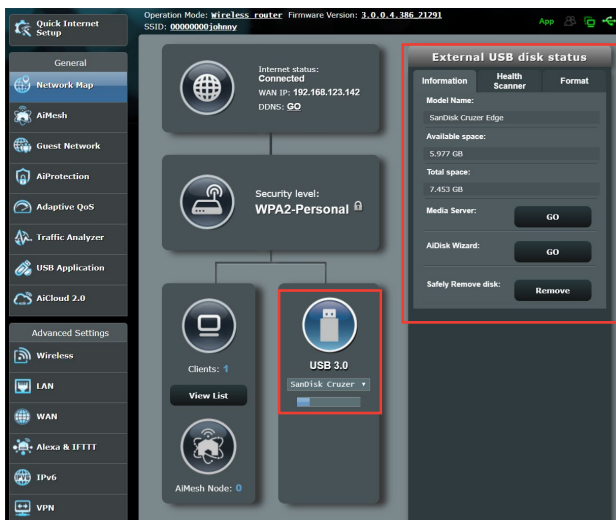 Quick Internet
Setup
Operation Mode: Wireless router Firmware Version: 3.0.0.4.386_21291
SSID: 00000000johnny
App
General
Network Map
AiMesh
Guest Network
AiProtection
Adaptive QoS
Traffic Analyzer
USB Application
AiCloud 2.0
Advanced Settings
Wireless
LAN
WAN
Alexa & IFTTT
IPv6
VPN
Internet status:
Connected
WAN IP: 192.168.123.142
DDNS: GO
Security level:
WPA2-Personal
Clients: 1
View List
AiMesh Node: 0
USB 3.0
SanDisk Cruzer
External USB disk status
Information
Health
Scanner
Format
Model Name:
SanDisk Cruzer Edge
Available space:
5.977 GB
Total space:
7.453 GB
Media Server:
GO
AiDisk Wizard:
GO
Safely Remove disk:
Remove